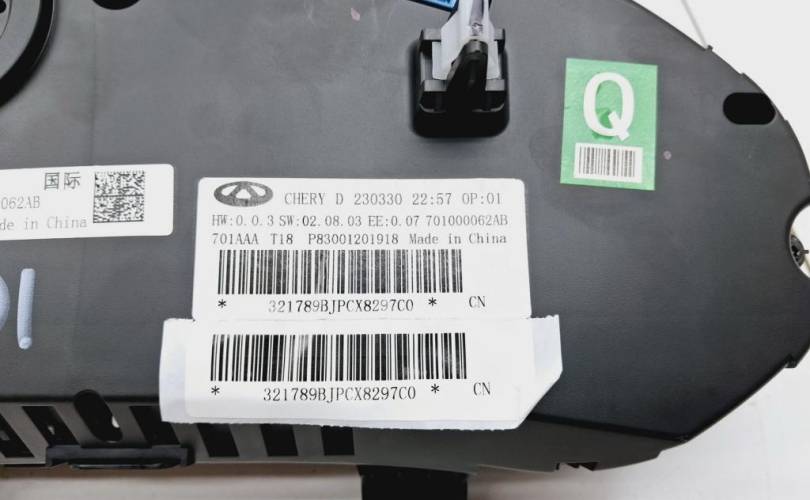 Q
国际
062AB
de in China
CHERY D 230330 22:57 OP:01
HW:0.0.3 SW:02.08.03 EE:0.07 701000062AB
701AAA T18 P83001201918 Made in China
* 321789BJPCX8297C0 * CN
* 321789BJPCX8297C0 * CN